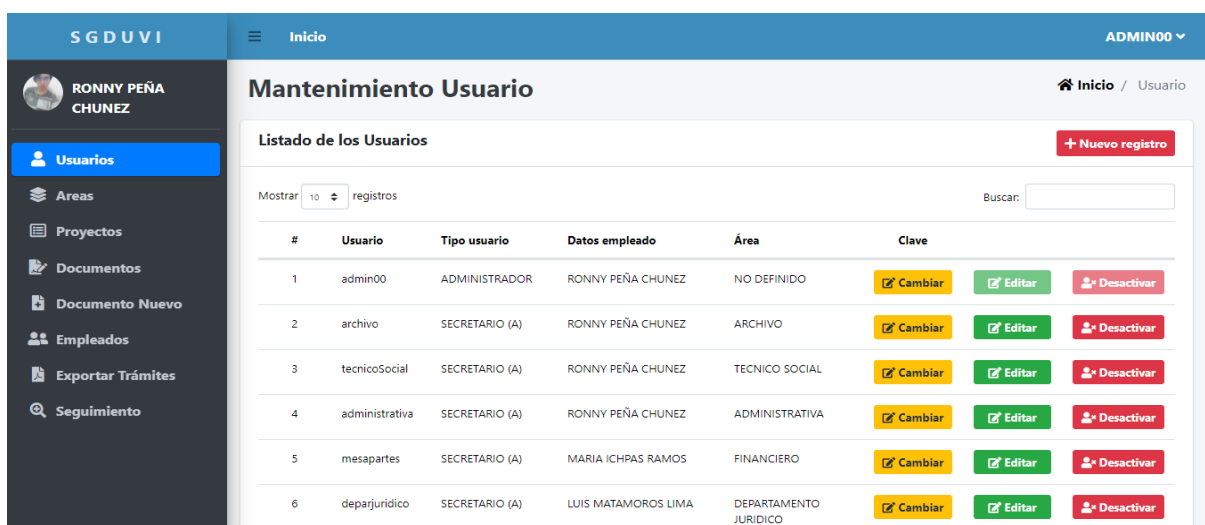 SGDUVI
Inicio
ADMIN00
RONNY PEÑA
CHUNEZ
Mantenimiento Usuario
Inicio / Usuario
Usuarios
Areas
Proyectos
Documentos
Documento Nuevo
Empleados
Exportar Trámites
Seguimiento
Listado de los Usuarios
+ Nuevo registro
Mostrar 10 registros
Buscar:
# Usuario Tipo usuario Datos empleado Área Clave
1 admin00 ADMINISTRADOR RONNY PEÑA CHUNEZ NO DEFINIDO Cambiar Editar Desactivar
2 archivo SECRETARIO (A) RONNY PEÑA CHUNEZ ARCHIVO Cambiar Editar Desactivar
3 tecnicoSocial SECRETARIO (A) RONNY PEÑA CHUNEZ TECNICO SOCIAL Cambiar Editar Desactivar
4 administrativa SECRETARIO (A) RONNY PEÑA CHUNEZ ADMINISTRATIVA Cambiar Editar Desactivar
5 mesapartes SECRETARIO (A) MARIA ICHPAS RAMOS FINANCIERO Cambiar Editar Desactivar
6 deparjuridico SECRETARIO (A) LUIS MATAMOROS LIMA DEPARTAMENTO Cambiar Editar Desactivar
JURIDICO